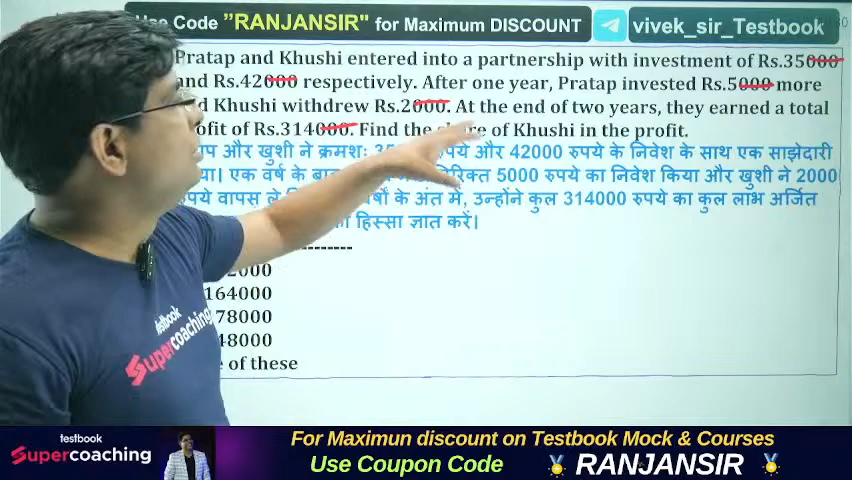 Use Code "RANJANSIR" for Maximum DISCOUNT
vivek_sir_Testbook
Pratap and Khushi entered into a partnership with investment of Rs.35000
and Rs.42000 respectively. After one year, Pratap invested Rs.5000 more
Khushi withdrew Rs.2000. At the end of two years, they earned a total
of Rs.314000. Find the share of Khushi in the profit.
और खुशी ने क्रमशः रुपये और 42000 रुपये के निवेश के साथ एक साझेदारी
एक वर्ष के 5000 रुपये का निवेश किया और खुशी ने 2000
वापस के अंत में, उन्होंने कुल 314000 रुपये का कुल लाभ अर्जित
हिस्सा ज्ञात करें।
164000
78000
48000
of these
testbook
Supercoaching
testbook
Supercoaching
For Maximun discount on Testbook Mock & Courses
Use Coupon Code RANJANSIR